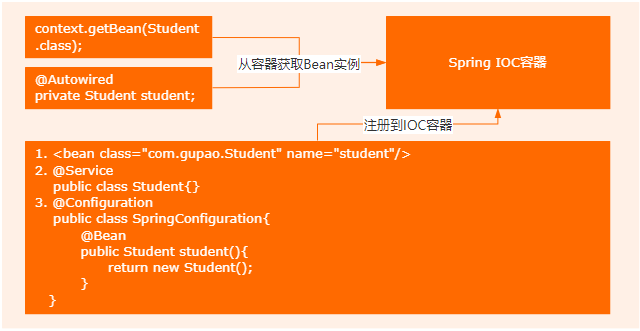 context.getBean(Student
.class);
@Autowired
private Student student;
从容器获取Bean实例
Spring IOC容器
注册到IOC容器
1. <bean class="com.gupao.Student" name="student"/>
2. @Service
public class Student{}
3. @Configuration
public class SpringConfiguration{
@Bean
public Student student(){
return new Student();
}
}